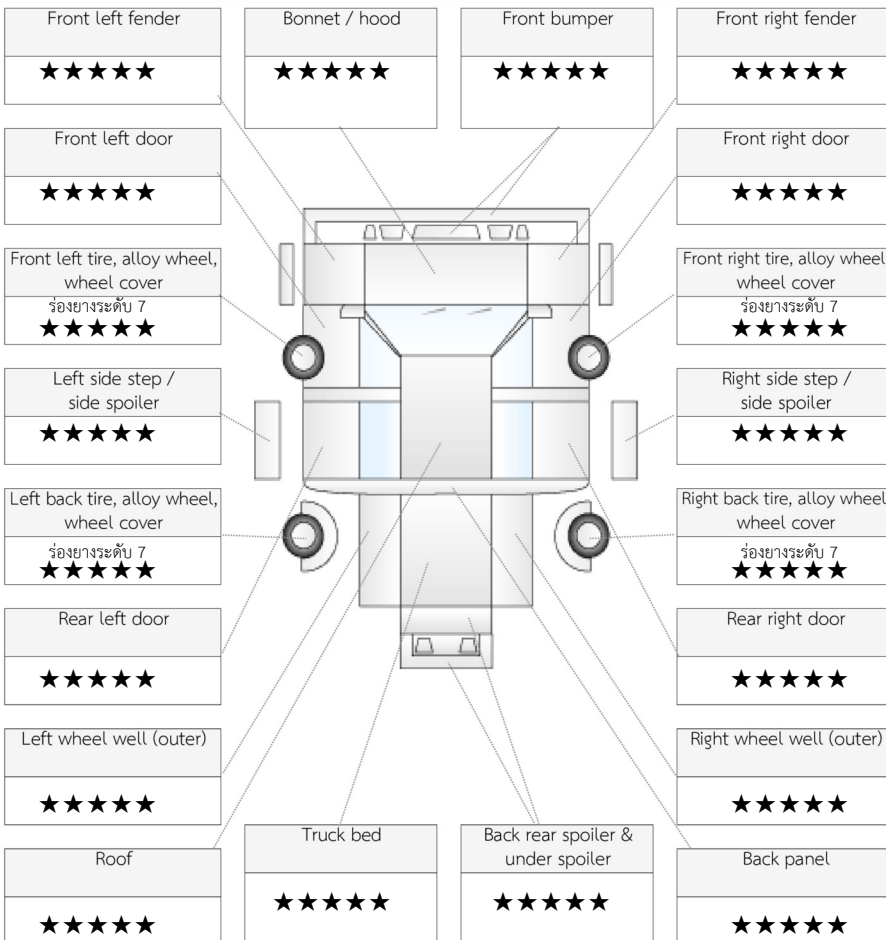 Front left fender
★★★★★
Bonnet / hood
★★★★★
Front bumper
★★★★★
Front right fender
★★★★★
Front left door
★★★★★
Front right door
★★★★★
Front left tire, alloy wheel,
wheel cover
ร่องยางระดับ 7
★★★★★
Front right tire, alloy wheel
wheel cover
ร่องยางระดับ 7
★★★★★
Left side step /
side spoiler
★★★★★
Right side step /
side spoiler
★★★★★
Left back tire, alloy wheel,
wheel cover
ร่องยางระดับ 7
★★★★★
Right back tire, alloy wheel
wheel cover
ร่องยางระดับ 7
★★★★★
Rear left door
★★★★★
Rear right door
★★★★★
Left wheel well (outer)
★★★★★
Right wheel well (outer)
★★★★★
Roof
★★★★★
Truck bed
★★★★★
Back rear spoiler &
under spoiler
★★★★★
Back panel
★★★★★